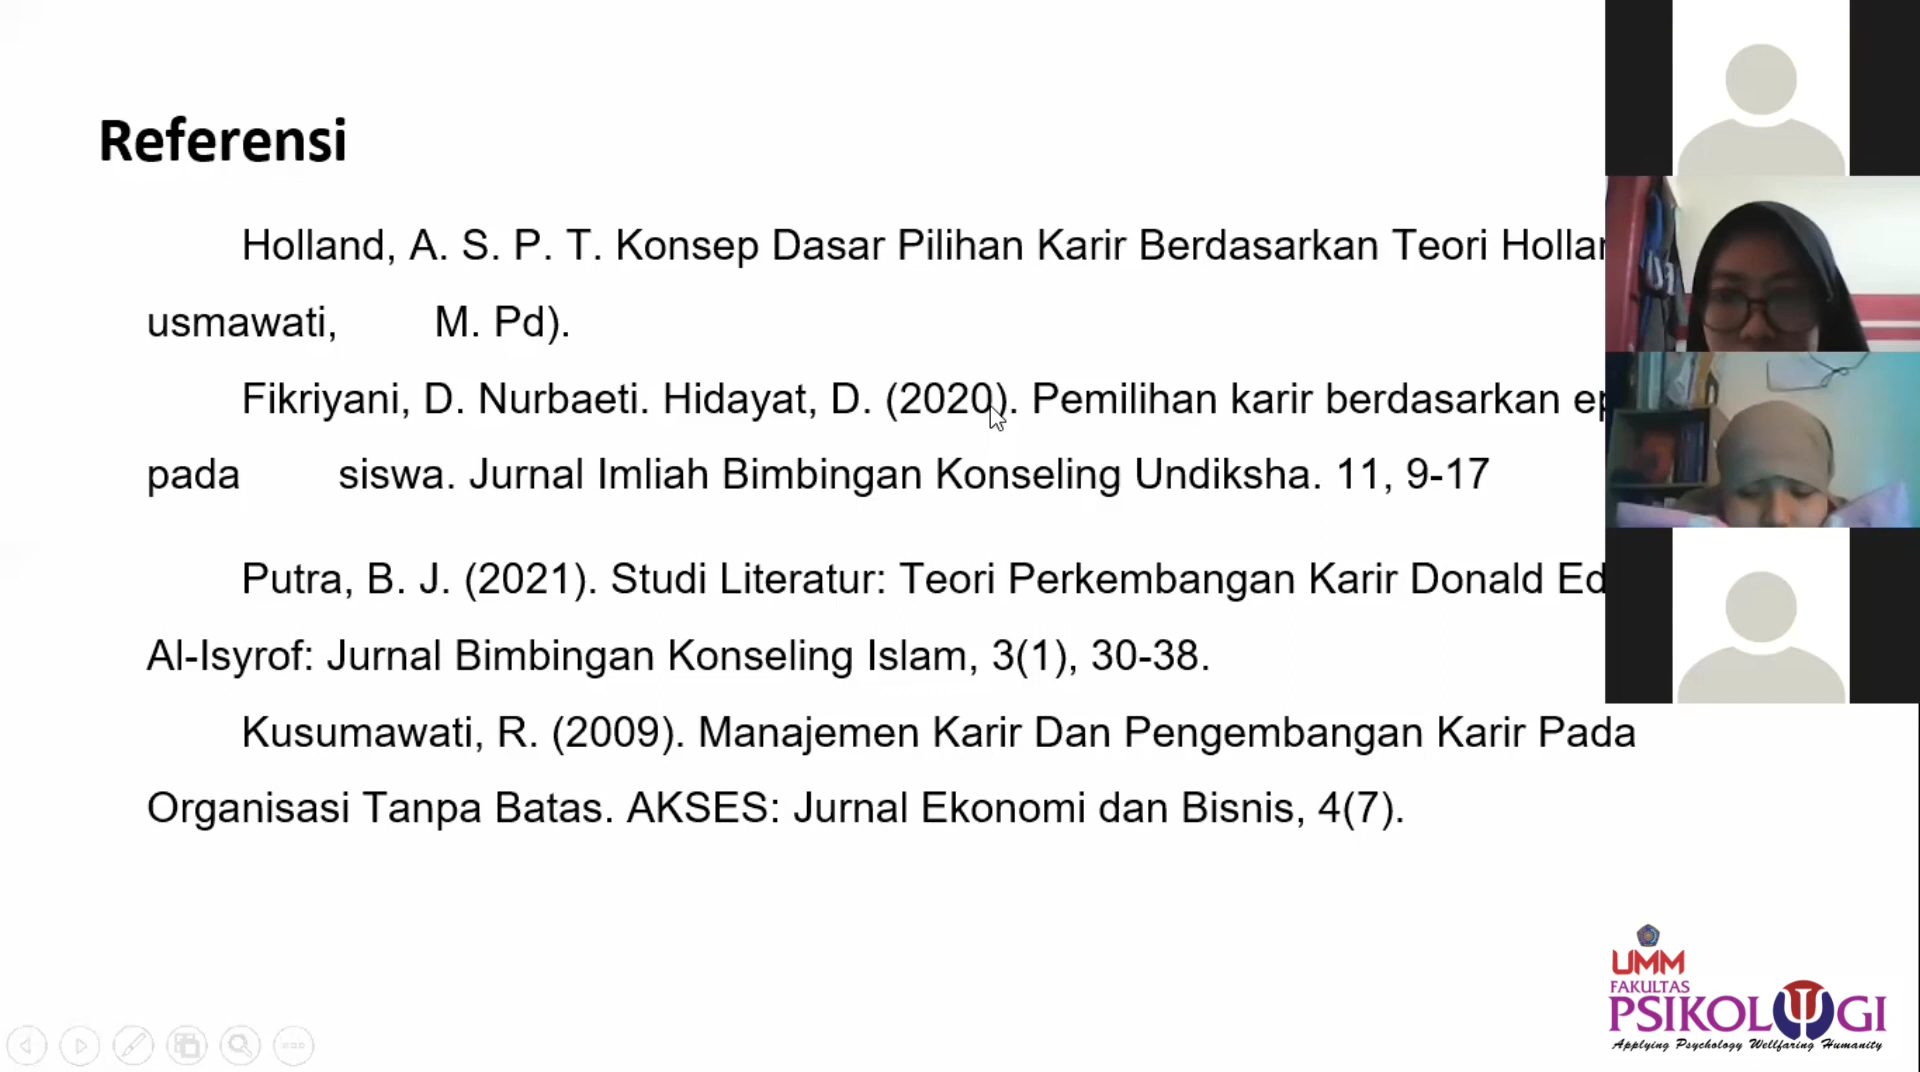 Referensi
Holland, A. S. P. T. Konsep Dasar Pilihan Karir Berdasarkan Teori
usmawati, M. Pd).
Fikriyani, D. Nurbaeti. Hidayat, D. (2020). Pemilihan karir berdasarkan
pada siswa. Jurnal Imliah Bimbingan Konseling Undiksha. 11, 9-17
Putra, B. J. (2021). Studi Literatur: Teori Perkembangan Karir Donald
Al-Isyrof: Jurnal Bimbingan Konseling Islam, 3(1), 30-38.
Kusumawati, R. (2009). Manajemen Karir Dan Pengembangan Karir Pada
Organisasi Tanpa Batas. AKSES: Jurnal Ekonomi dan Bisnis, 4(7).
UMM
FAKULTAS
PSIKOLOGI
Applying Psychology Wellfaring Humanity